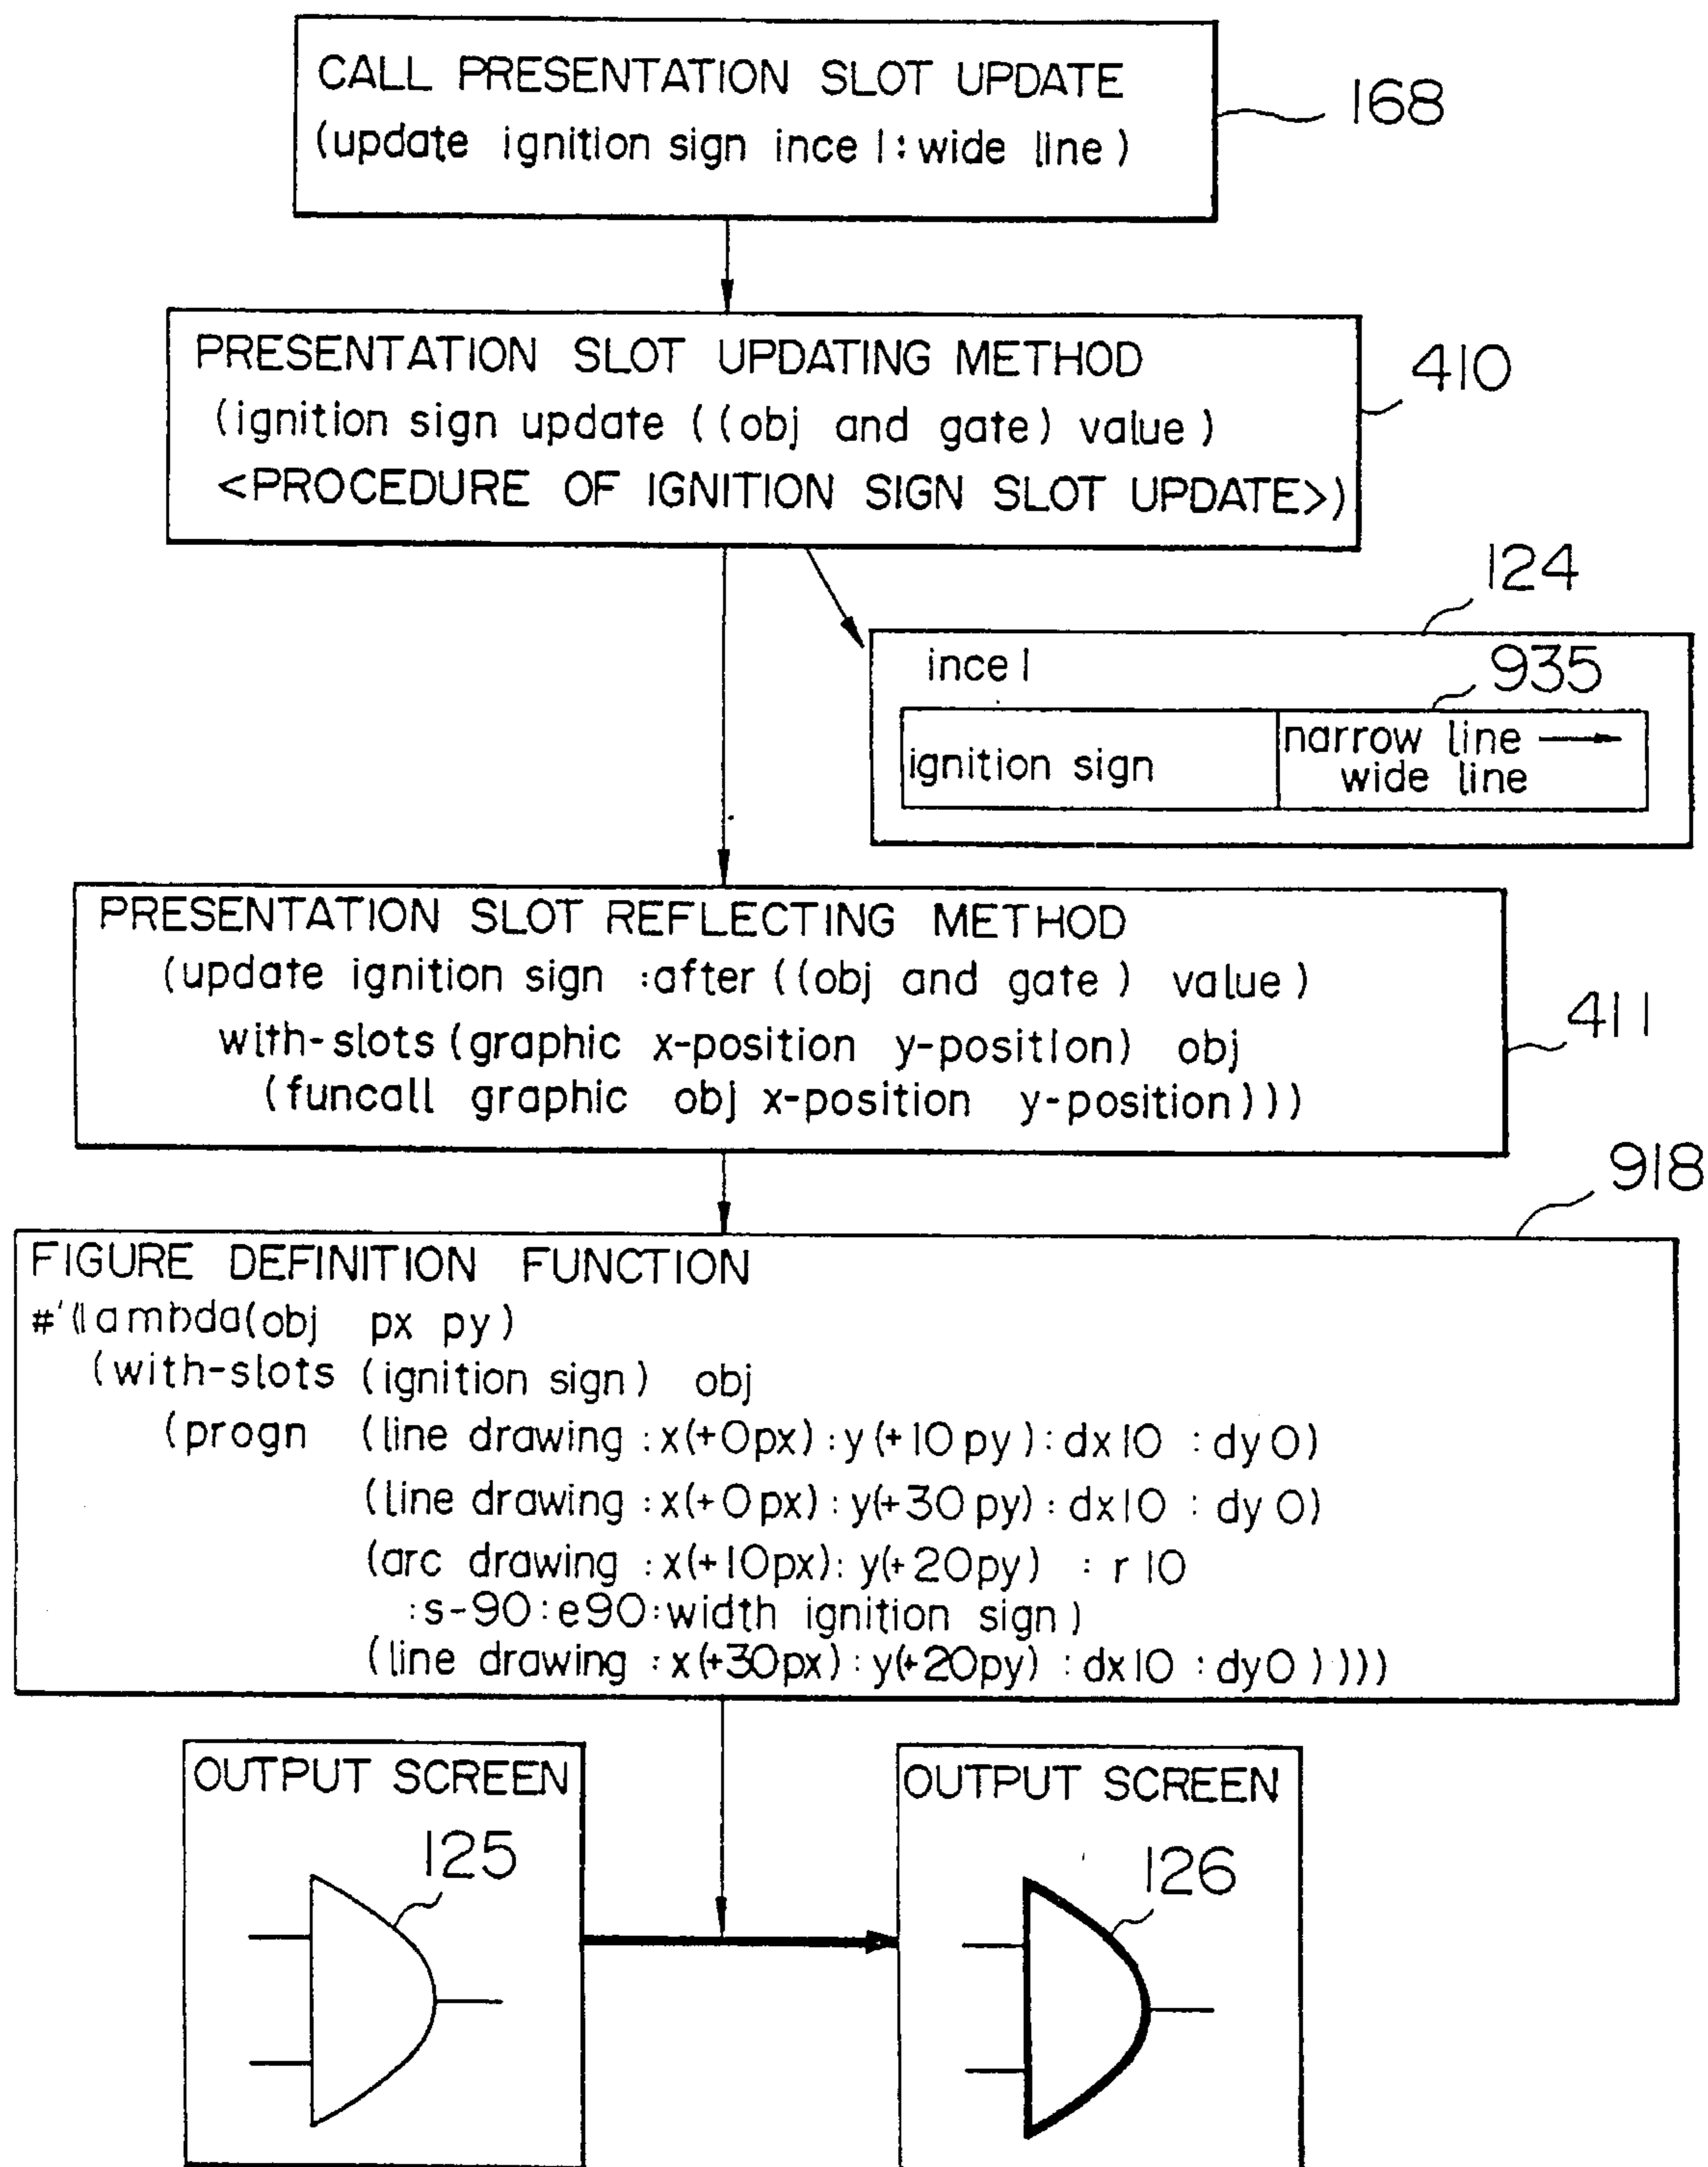 CALL PRESENTATION SLOT UPDATE
(update ignition sign ince 1: wide line)
168
PRESENTATION SLOT UPDATING METHOD
(ignition sign update ((obj and gate) value)
<PROCEDURE OF IGNITION SIGN SLOT UPDATE>)
410
124
ince 1
935
ignition sign
narrow line →
wide line
PRESENTATION SLOT REFLECTING METHOD
(update ignition sign :after ((obj and gate) value)
with-slots (graphic x-position y-position) obj
(funcall graphic obj x-position y-position)))
411
918
FIGURE DEFINITION FUNCTION
#'(lambda(obj px py)
(with-slots (ignition sign) obj
(progn (line drawing :x(+0px) :y(+10py) :dx10 :dy0)
(line drawing :x(+0px) :y(+30py) :dx10 :dy0)
(arc drawing :x(+10px): y(+20py) : r 10
:s-90:e90:width ignition sign)
(line drawing :x(+30px) :y(+20py) :dx10 :dy0))))
OUTPUT SCREEN
125
OUTPUT SCREEN
126